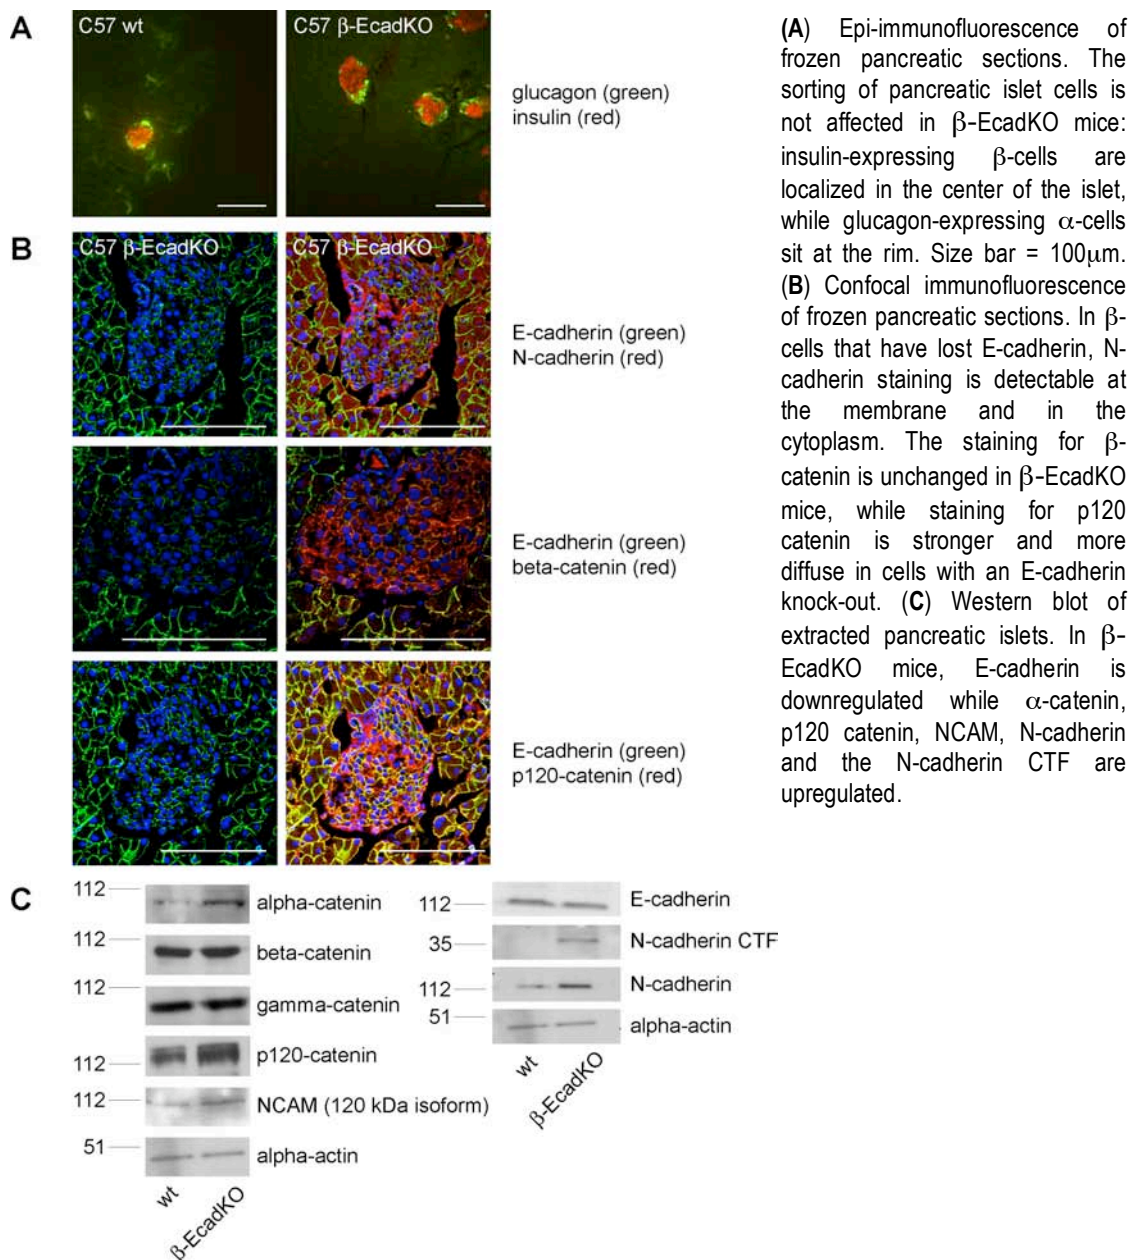 A
C57 wt
C57 β-EcadKO
glucagon (green)
insulin (red)
B
C57 β-EcadKO
C57 β-EcadKO
E-cadherin (green)
N-cadherin (red)
E-cadherin (green)
beta-catenin (red)
E-cadherin (green)
p120-catenin (red)
C
112
alpha-catenin
112
beta-catenin
112
gamma-catenin
p120-catenin
112
112
NCAM (120 kDa isoform)
51
alpha-actin
wt
β-EcadKO
E-cadherin
112
N-cadherin CTF
35
N-cadherin
112
51
alpha-actin
wt
β-EcadKO
(A) Epi-immunofluorescence of
frozen pancreatic sections. The
sorting of pancreatic islet cells is
not affected in β-EcadKO mice:
insulin-expressing β-cells are
localized in the center of the islet,
while glucagon-expressing α-cells
sit at the rim. Size bar = 100μm.
(B) Confocal immunofluorescence
of frozen pancreatic sections. In β-
cells that have lost E-cadherin, N-
cadherin staining is detectable at
the membrane and in the
cytoplasm. The staining for β-
catenin is unchanged in β-EcadKO
mice, while staining for p120
catenin is stronger and more
diffuse in cells with an E-cadherin
knock-out. (C) Western blot of
extracted pancreatic islets. In β-
EcadKO mice, E-cadherin is
downregulated while α-catenin,
p120 catenin, NCAM, N-cadherin
and the N-cadherin CTF are
upregulated.